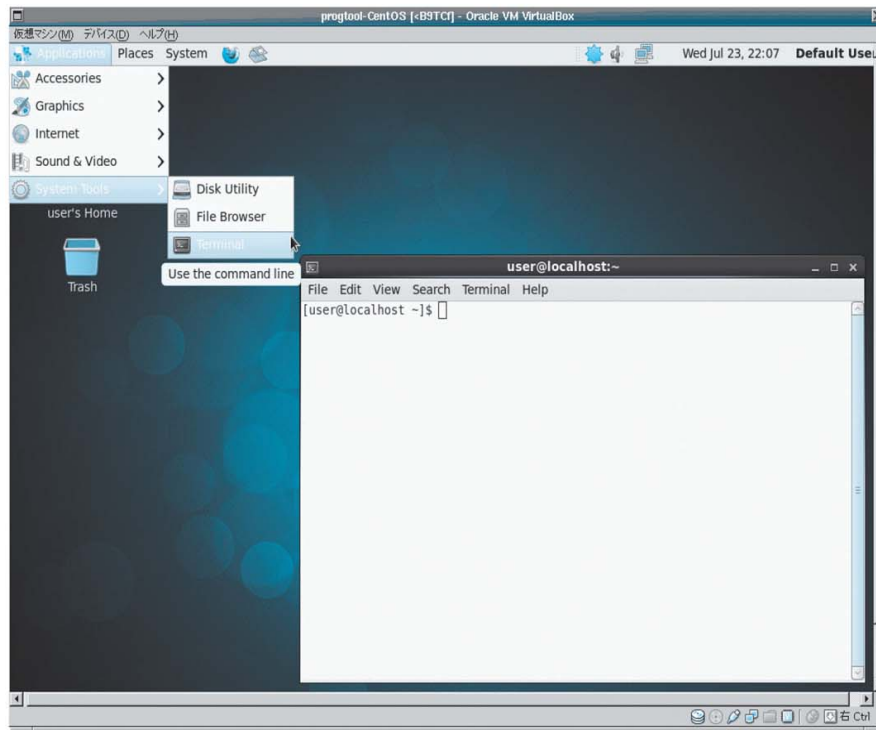 progtool-CentOS [<B9TCf] - Oracle VM VirtualBox
仮想マシン(M) デバイス(D) ヘルプ(H)
Applications Places System Wed Jul 23, 22:07 Default Use
Accessories
Graphics
Internet
Sound & Video
System Tools
Disk Utility
File Browser
Terminal
Use the command line
user's Home
Trash
user@localhost:~
File Edit View Search Terminal Help
[user@localhost ~]$
右 Ctrl